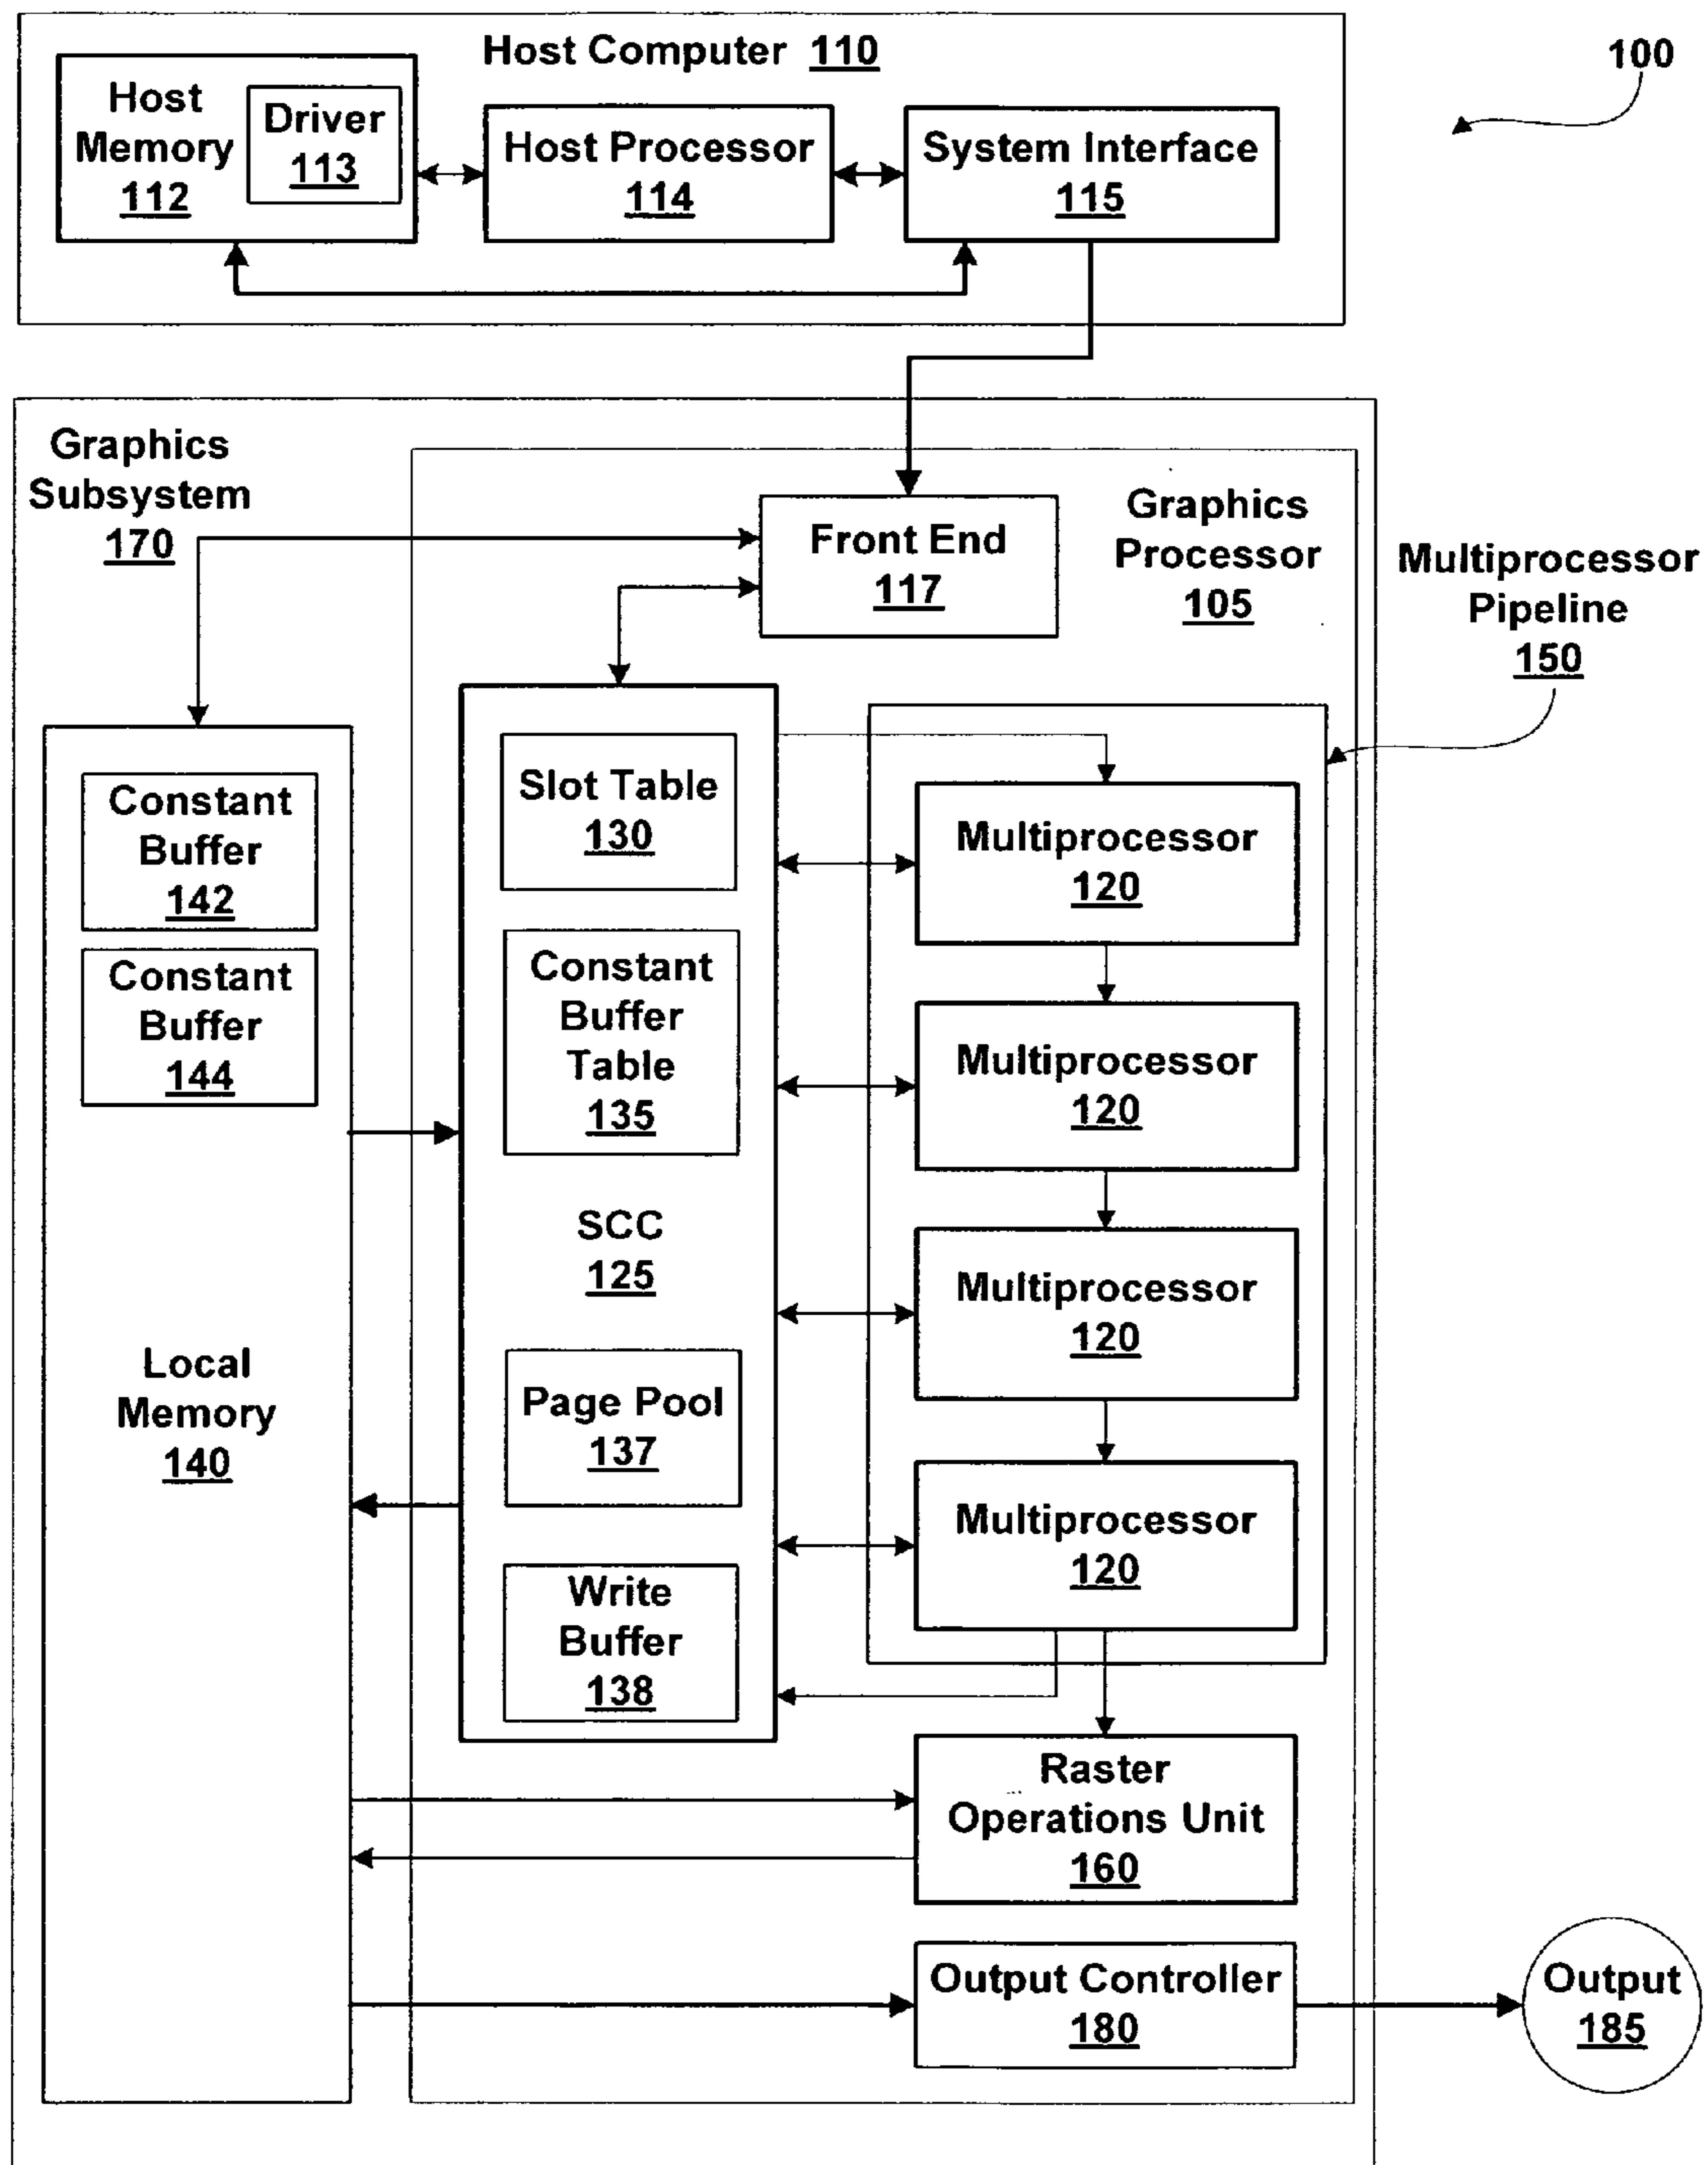 Host Computer 110
100
Host
Memory
112
Driver
113
Host Processor
114
System Interface
115
Graphics
Subsystem
170
Front End
117
Graphics
Processor
105
Multiprocessor
Pipeline
150
Constant
Buffer
142
Constant
Buffer
144
Local
Memory
140
Slot Table
130
Constant
Buffer
Table
135
SCC
125
Page Pool
137
Write
Buffer
138
Multiprocessor
120
Multiprocessor
120
Multiprocessor
120
Multiprocessor
120
Raster
Operations Unit
160
Output Controller
180
Output
185